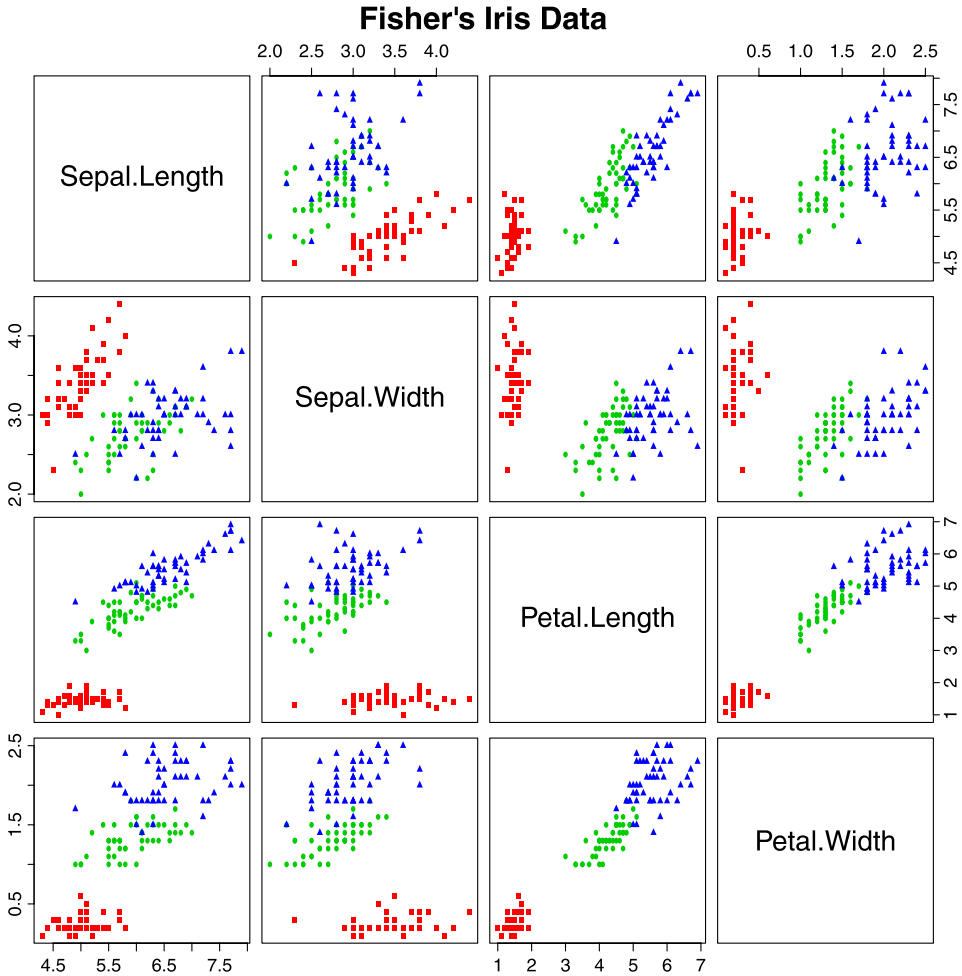 Fisher's Iris Data
2.0 2.5 3.0 3.5 4.0
0.5 1.0 1.5 2.0 2.5
Sepal.Length
4.5 5.5 6.5 7.5
2.0 3.0 4.0
Sepal.Width
Petal.Length
1 2 3 4 5 6 7
0.5 1.5 2.5
Petal.Width
4.5 5.5 6.5 7.5
1 2 3 4 5 6 7